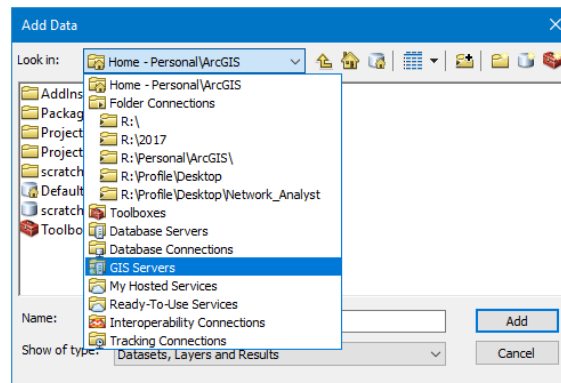 Add Data
Look in: Home - Personal\ArcGIS
Home - Personal\ArcGIS
Folder Connections
R:\
R:\2017
R:\Personal\ArcGIS\
R:\Profile\Desktop
R:\Profile\Desktop\Network_Analyst
Toolboxes
Database Servers
Database Connections
GIS Servers
My Hosted Services
Ready-To-Use Services
Interoperability Connections
Tracking Connections
AddIns
Packag
Project
Project
scratch
Default
scratch
Toolbo
Name:
Add
Show of type: Datasets, Layers and Results
Cancel